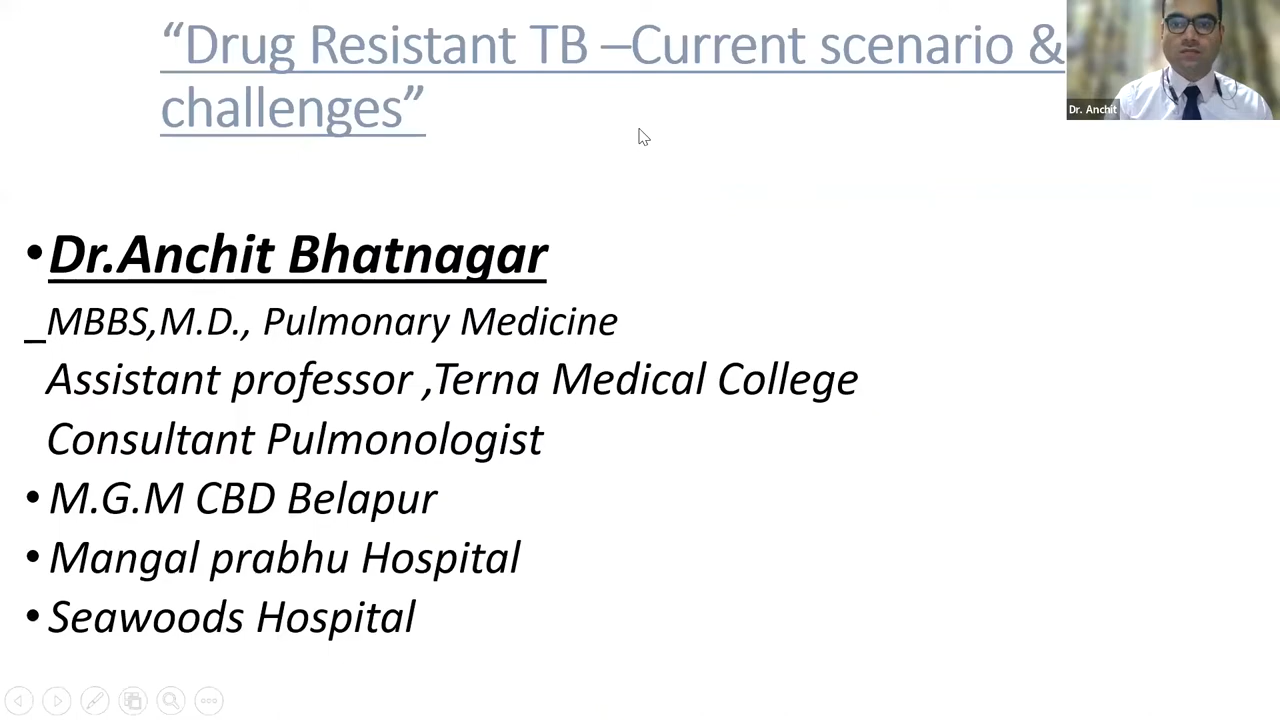 “Drug Resistant TB –Current scenario &
challenges”
Dr. Anchit
•Dr.Anchit Bhatnagar
_MBBS,M.D., Pulmonary Medicine
Assistant professor ,Terna Medical College
Consultant Pulmonologist
• M.G.M CBD Belapur
• Mangal prabhu Hospital
• Seawoods Hospital